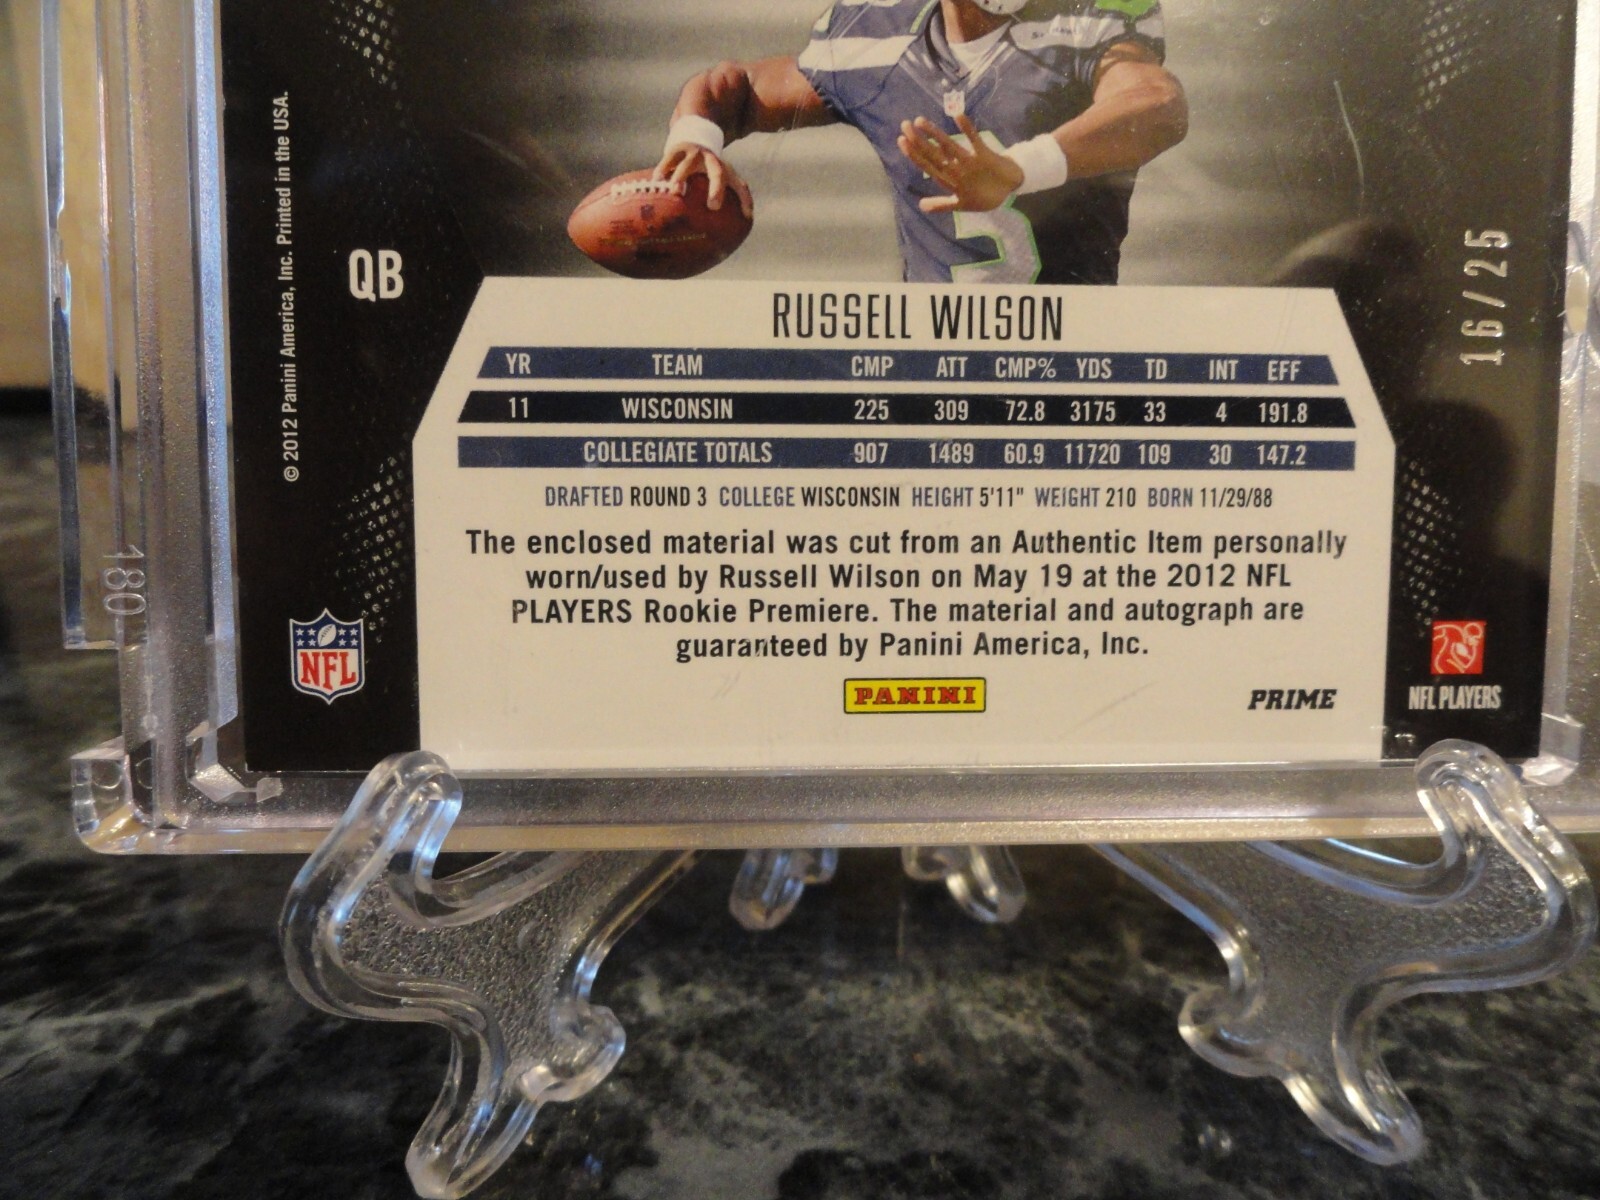 © 2012 Panini America, Inc. Printed in the USA.
QB
16/25
RUSSELL WILSON
YR TEAM CMP ATT CMP% YDS TD INT EFF
11 WISCONSIN 225 309 72.8 3175 33 4 191.8
COLLEGIATE TOTALS 907 1489 60.9 11720 109 30 147.2
DRAFTED ROUND 3 COLLEGE WISCONSIN HEIGHT 5'11" WEIGHT 210 BORN 11/29/88
The enclosed material was cut from an Authentic Item personally
worn/used by Russell Wilson on May 19 at the 2012 NFL
PLAYERS Rookie Premiere. The material and autograph are
guaranteed by Panini America, Inc.
PANINI
PRIME
NFL
NFL PLAYERS
180
3